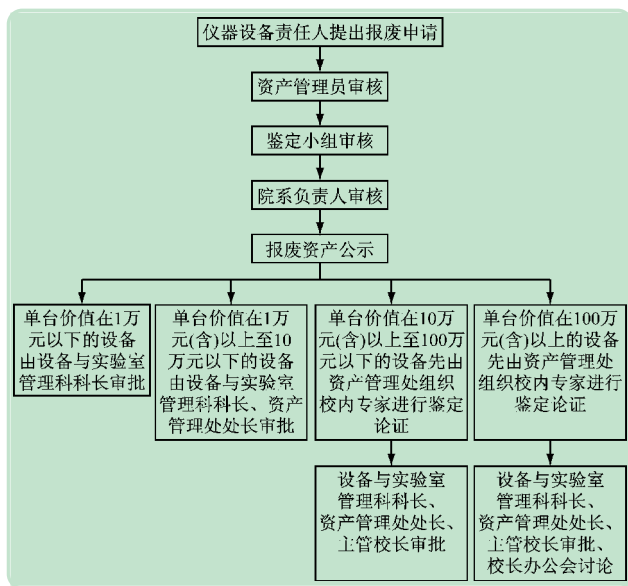 仪器设备责任人提出报废申请
资产管理员审核
鉴定小组审核
院系负责人审核
报废资产公示
单台价值在1万
元以下的设备
由设备与实验室
管理科科长审批
单台价值在1万
元(含)以上至10
万元以下的设备
由设备与实验室
管理科科长、资产
管理处处长审批
单台价值在10万
元(含)以上至100万
元以下的设备先由
资产管理处组织
校内专家进行鉴定
论证
单台价值在100万
元(含)以上的设备
先由资产管理处
组织校内专家进行
鉴定论证
设备与实验室
管理科科长、
资产管理处处长、
主管校长审批
设备与实验室
管理科科长、
资产管理处处长、
主管校长审批、
校长办公会讨论